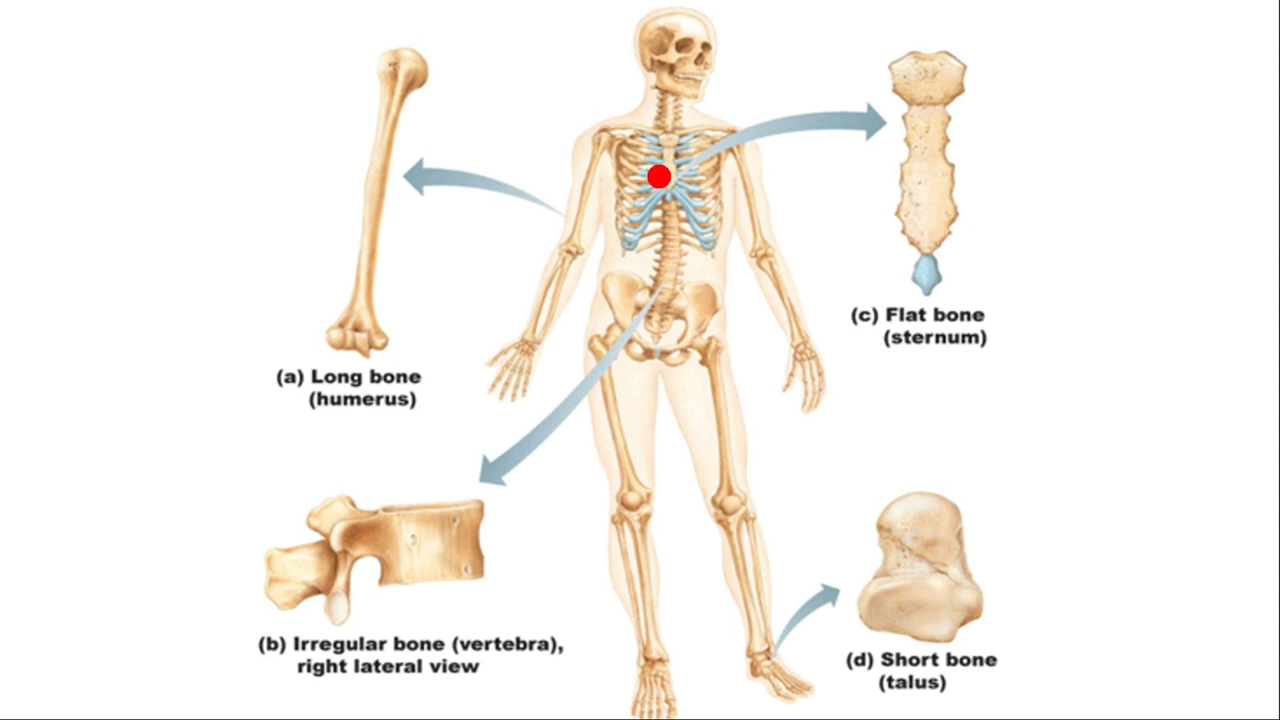 (a) Long bone
(humerus)
(b) Irregular bone (vertebra),
right lateral view
(c) Flat bone
(sternum)
(d) Short bone
(talus)